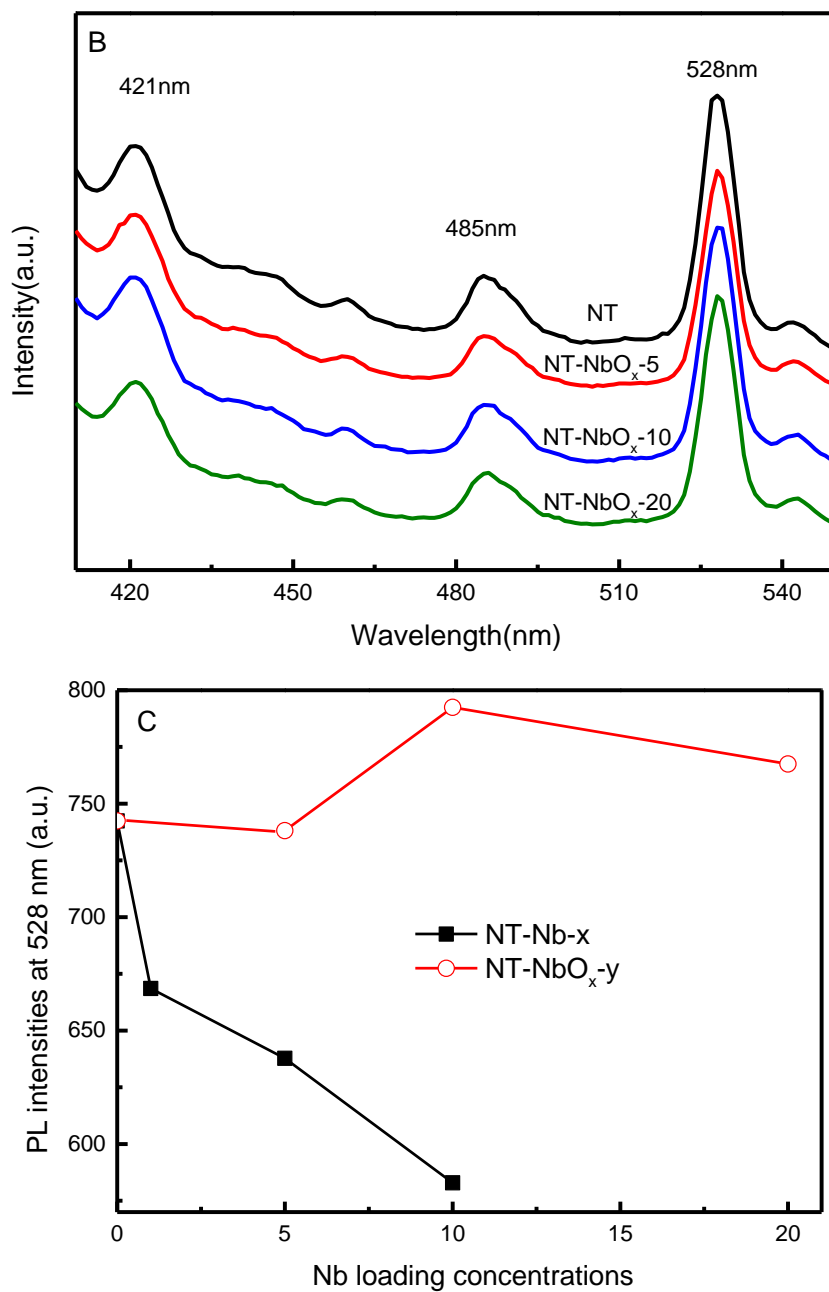 B
421nm
528nm
485nm
NT
NT-NbOx-5
NT-NbOx-10
NT-NbOx-20
Intensity(a.u.)
420 450 480 510 540
Wavelength(nm)
C
800
750
700
650
600
PL intensities at 528 nm (a.u.)
NT-Nb-x
NT-NbOx-y
0 5 10 15 20
Nb loading concentrations